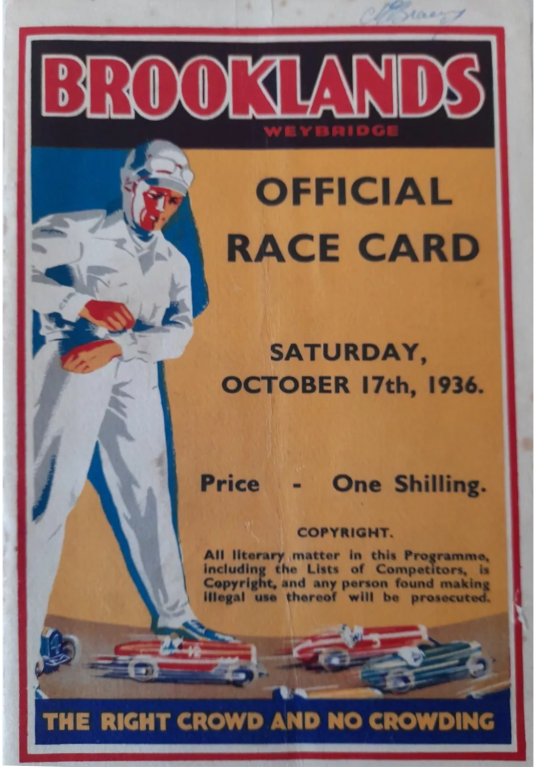 BROOKLANDS
WEYBRIDGE
OFFICIAL
RACE CARD
SATURDAY,
OCTOBER 17th, 1936.
Price - One Shilling.
COPYRIGHT.
All literary matter in this Programme,
including the Lists of Competitors, is
Copyright, and any person found making
illegal use thereof will be prosecuted.
THE RIGHT CROWD AND NO CROWDING